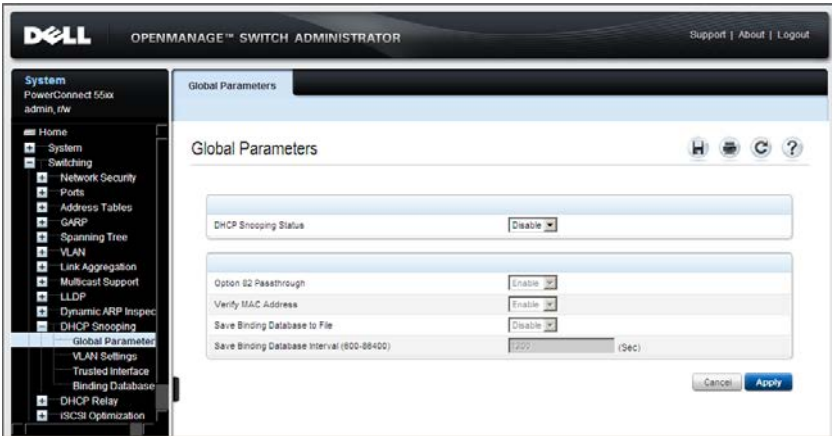 DELL OPENMANAGE™ SWITCH ADMINISTRATOR Support | About | Logout
System
PowerConnect 55xx
admin, r/w
Global Parameters
Home
System
Switching
Network Security
Ports
Address Tables
GARP
Spanning Tree
VLAN
Link Aggregation
Multicast Support
LLDP
Dynamic ARP Inspec
DHCP Snooping
Global Parameter
VLAN Settings
Trusted Interface
Binding Database
DHCP Relay
iSCSI Optimization
Global Parameters
DHCP Snooping Status Disable
Option 82 Passthrough Enable
Verify MAC Address Enable
Save Binding Database to File Disable
Save Binding Database Interval (600-86400) 1200 (Sec)
Cancel Apply